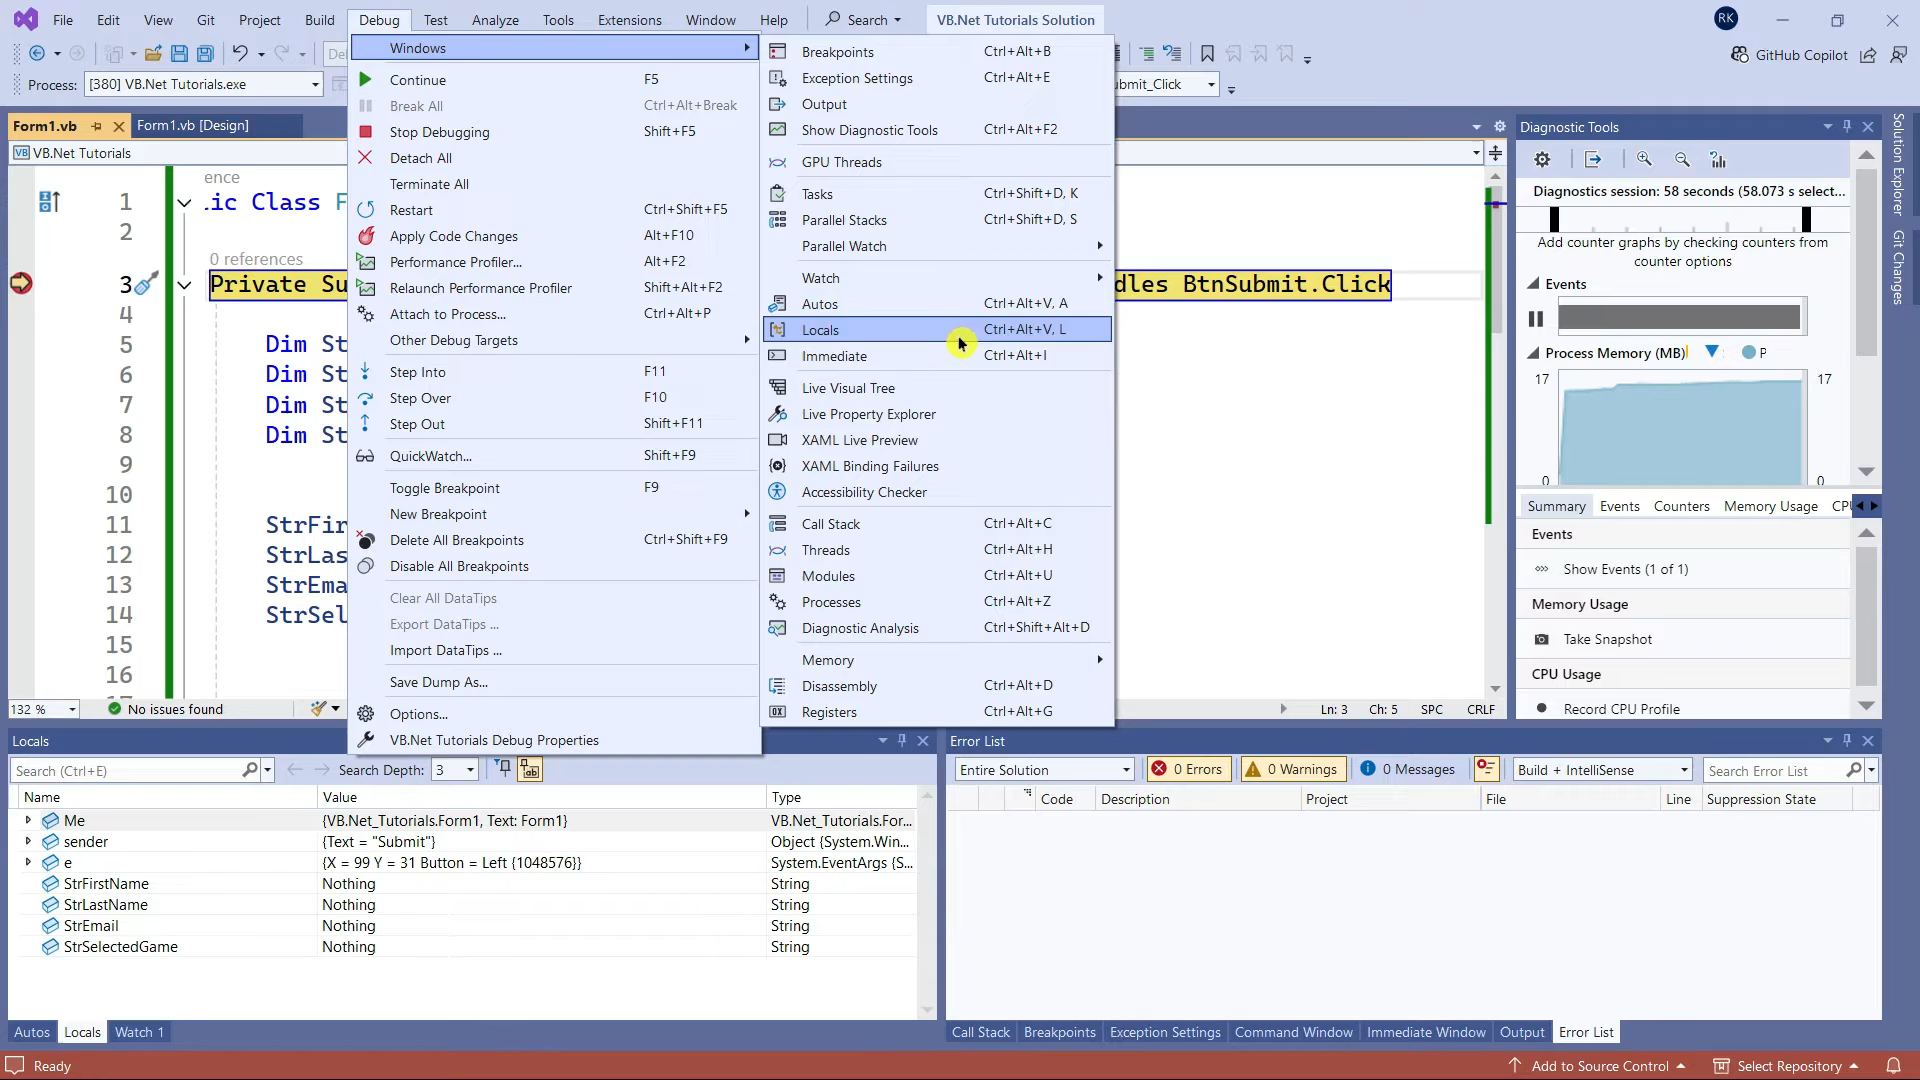 File Edit View Git Project Build Debug Test Analyze Tools Extensions Window Help Search VB.Net Tutorials Solution RK
GitHub Copilot
Process: [380] VB.Net Tutorials.exe
Form1.vb Form1.vb [Design]
VB.Net Tutorials
ence
1 ic Class F
2
0 references
3 Private Su dles BtnSubmit.Click
4
5 Dim St
6 Dim St
7 Dim St
8 Dim St
9
10
11 StrFir
12 StrLas
13 StrEma
14 StrSel
15
16
132 % No issues found Ln: 3 Ch: 5 SPC CRLF
Windows
Continue F5
Break All Ctrl+Alt+Break
Stop Debugging Shift+F5
Detach All
Terminate All
Restart Ctrl+Shift+F5
Apply Code Changes Alt+F10
Performance Profiler... Alt+F2
Relaunch Performance Profiler Shift+Alt+F2
Attach to Process... Ctrl+Alt+P
Other Debug Targets
Step Into F11
Step Over F10
Step Out Shift+F11
QuickWatch... Shift+F9
Toggle Breakpoint F9
New Breakpoint
Delete All Breakpoints Ctrl+Shift+F9
Disable All Breakpoints
Clear All DataTips
Export DataTips ...
Import DataTips ...
Save Dump As...
Options...
VB.Net Tutorials Debug Properties
Breakpoints Ctrl+Alt+B
Exception Settings Ctrl+Alt+E
Output
Show Diagnostic Tools Ctrl+Alt+F2
GPU Threads
Tasks Ctrl+Shift+D, K
Parallel Stacks Ctrl+Shift+D, S
Parallel Watch
Watch
Autos Ctrl+Alt+V, A
Locals Ctrl+Alt+V, L
Immediate Ctrl+Alt+I
Live Visual Tree
Live Property Explorer
XAML Live Preview
XAML Binding Failures
Accessibility Checker
Call Stack Ctrl+Alt+C
Threads Ctrl+Alt+H
Modules Ctrl+Alt+U
Processes Ctrl+Alt+Z
Diagnostic Analysis Ctrl+Shift+Alt+D
Memory
Disassembly Ctrl+Alt+D
Registers Ctrl+Alt+G
ubmit_Click
Diagnostic Tools
Diagnostics session: 58 seconds (58.073 s select...
Add counter graphs by checking counters from
counter options
Events
Process Memory (MB) P
17 17
0 0
Summary Events Counters Memory Usage CPU
Events
Show Events (1 of 1)
Memory Usage
Take Snapshot
CPU Usage
Record CPU Profile
Solution Explorer
Git Changes
Locals
Search (Ctrl+E) Search Depth: 3
Name Value Type
Me {VB.Net_Tutorials.Form1, Text: Form1} VB.Net_Tutorials.For...
sender {Text = "Submit"} Object {System.Win...
e {X = 99 Y = 31 Button = Left {1048576}} System.EventArgs {S...
StrFirstName Nothing String
StrLastName Nothing String
StrEmail Nothing String
StrSelectedGame Nothing String
Autos Locals Watch 1
Error List
Entire Solution 0 Errors 0 Warnings 0 Messages Build + IntelliSense Search Error List
Code Description Project File Line Suppression State
Call Stack Breakpoints Exception Settings Command Window Immediate Window Output Error List
Ready Add to Source Control Select Repository